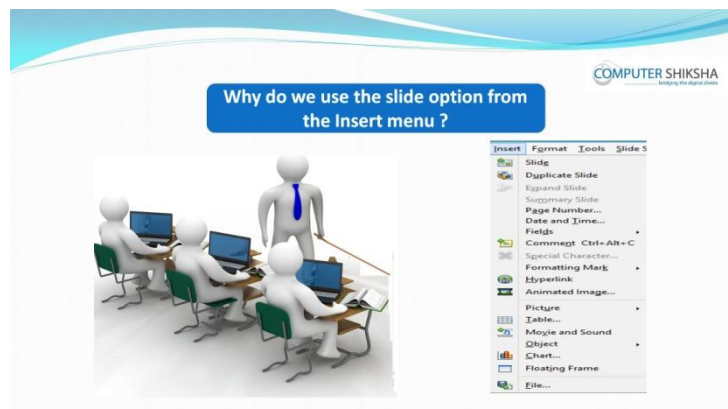 COMPUTER SHIKSHA
bridging the digital divide
Why do we use the slide option from
the Insert menu ?
Insert Format Tools Slide S
Slide
Duplicate Slide
Expand Slide
Summary Slide
Page Number...
Date and Time...
Fields
Comment Ctrl+Alt+C
Special Character...
Formatting Mark
Hyperlink
Animated Image...
Picture
Table...
Movie and Sound
Object
Chart...
Floating Frame
File...